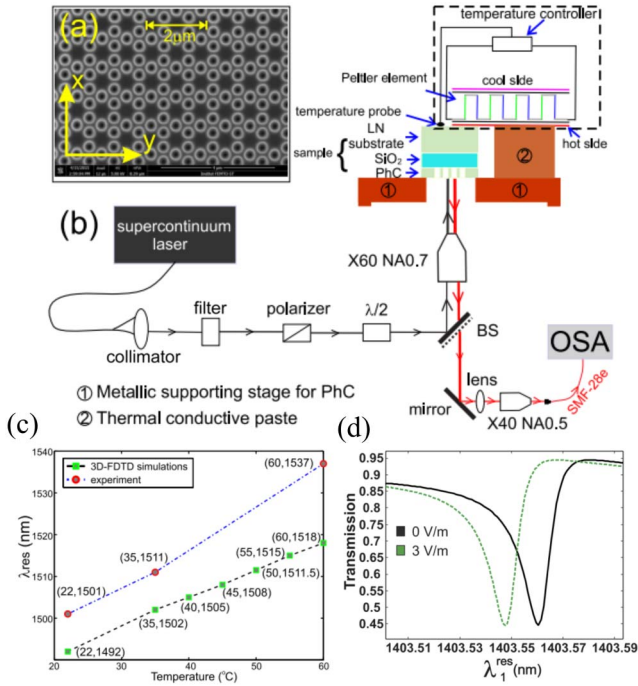 (a)
2μm
x
y
temperature controller
Peltier element
cool side
temperature probe
hot side
LN
substrate
sample
SiO₂
PhC
②
①
①
(b)
supercontinuum
laser
X60 NA0.7
filter
polarizer
λ/2
BS
collimator
OSA
lens
SMF-28e
mirror
X40 NA0.5
① Metallic supporting stage for PhC
② Thermal conductive paste
(c)
1540
1530
1520
1510
1500
λres (nm)
3D-FDTD simulations
experiment
(60,1537)
(60,1518)
(55,1515)
(50,1511.5)
(45,1508)
(40,1505)
(35,1502)
(35,1511)
(22,1501)
(22,1492)
20 25 30 35 40 45 50 55 60
Temperature (°C)
(d)
0.95
0.9
0.85
0.8
0.75
0.7
0.65
0.6
0.55
0.5
0.45
Transmission
0 V/m
3 V/m
1403.51 1403.53 1403.55 1403.57 1403.59
λ₁ʳᵉˢ (nm)